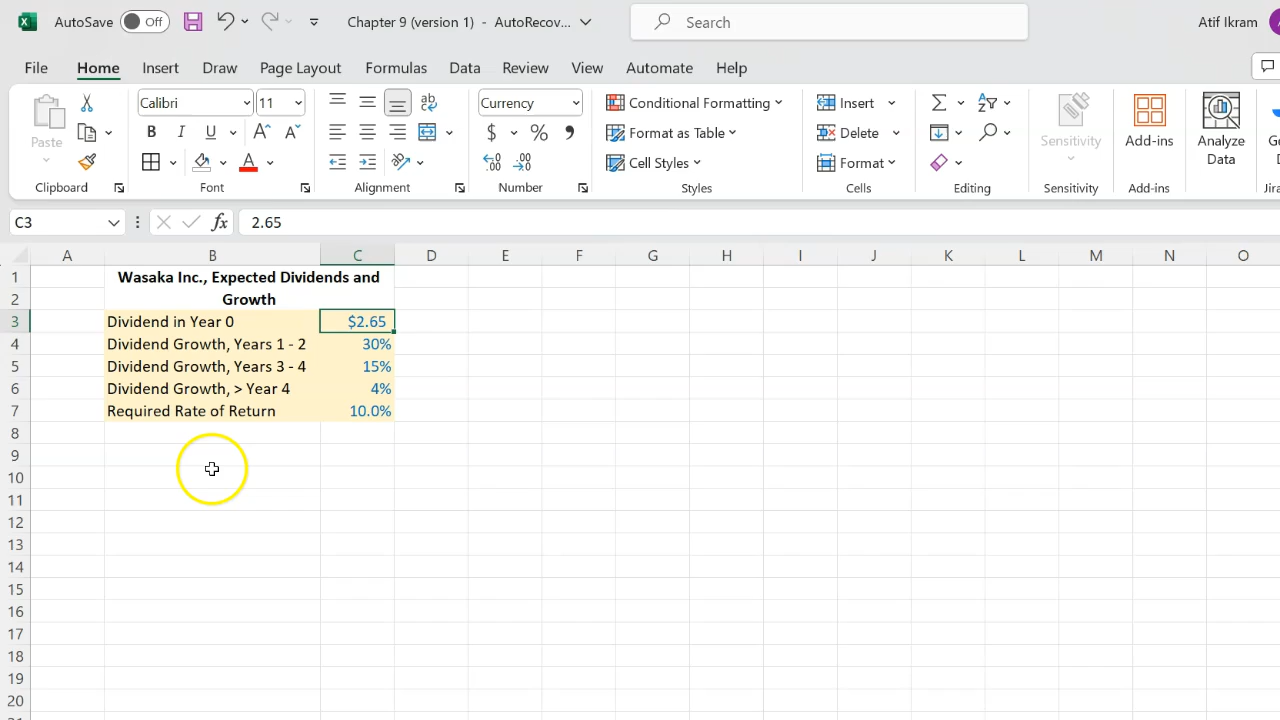 AutoSave Off Chapter 9 (version 1) - AutoRecov... Search Atif Ikram
File Home Insert Draw Page Layout Formulas Data Review View Automate Help
Paste Calibri 11 Currency Conditional Formatting Insert Sensitivity Add-ins Analyze Data
B I U A A ab $ % Format as Table Delete
A Cell Styles Format
Clipboard Font Alignment Number Styles Cells Editing Sensitivity Add-ins
C3 fx 2.65
A B C D E F G H I J K L M N O
1 Wasaka Inc., Expected Dividends and
2 Growth
3 Dividend in Year 0 $2.65
4 Dividend Growth, Years 1 - 2 30%
5 Dividend Growth, Years 3 - 4 15%
6 Dividend Growth, > Year 4 4%
7 Required Rate of Return 10.0%
8
9
10
11
12
13
14
15
16
17
18
19
20